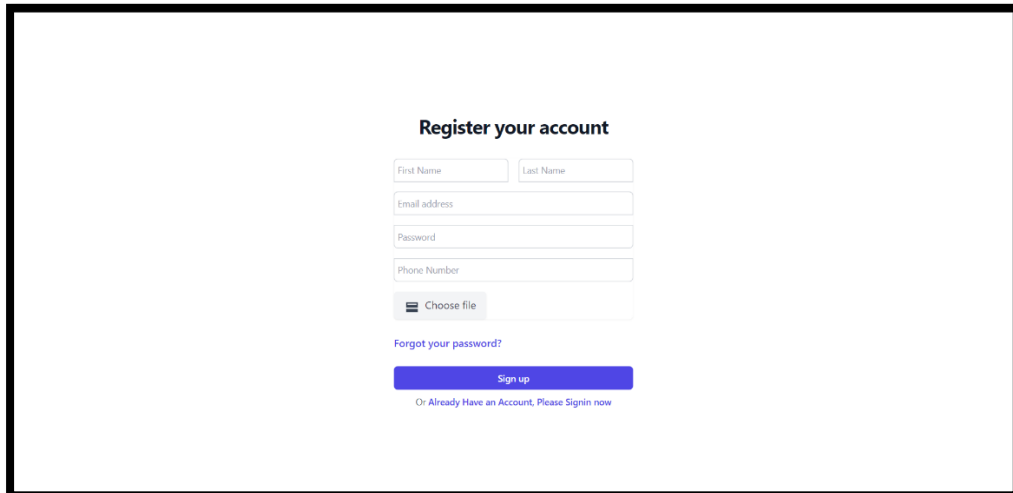 Register your account
First Name Last Name
Email address
Password
Phone Number
Choose file
Forgot your password?
Sign up
Or Already Have an Account, Please Signin now